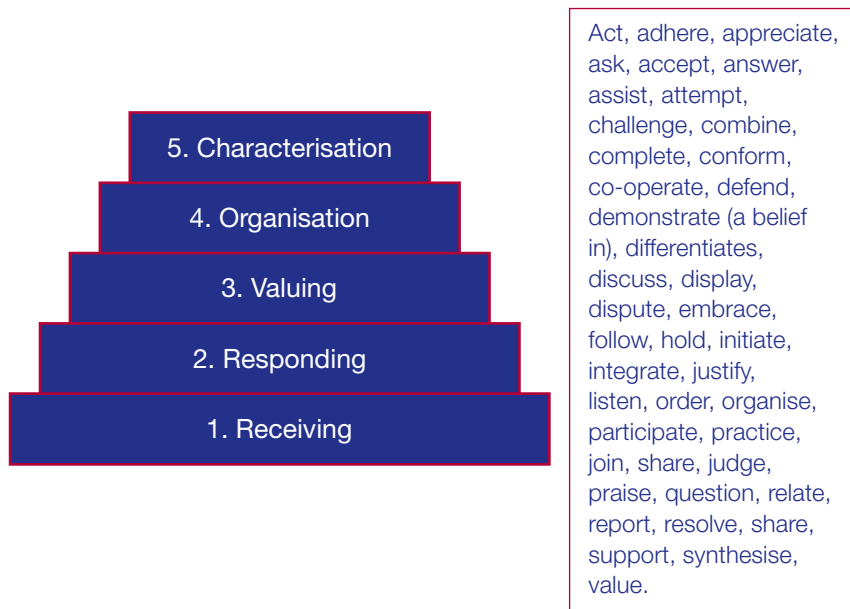 5. Characterisation
4. Organisation
3. Valuing
2. Responding
1. Receiving
Act, adhere, appreciate,
ask, accept, answer,
assist, attempt,
challenge, combine,
complete, conform,
co-operate, defend,
demonstrate (a belief
in), differentiates,
discuss, display,
dispute, embrace,
follow, hold, initiate,
integrate, justify,
listen, order, organise,
participate, practice,
join, share, judge,
praise, question, relate,
report, resolve, share,
support, synthesise,
value.